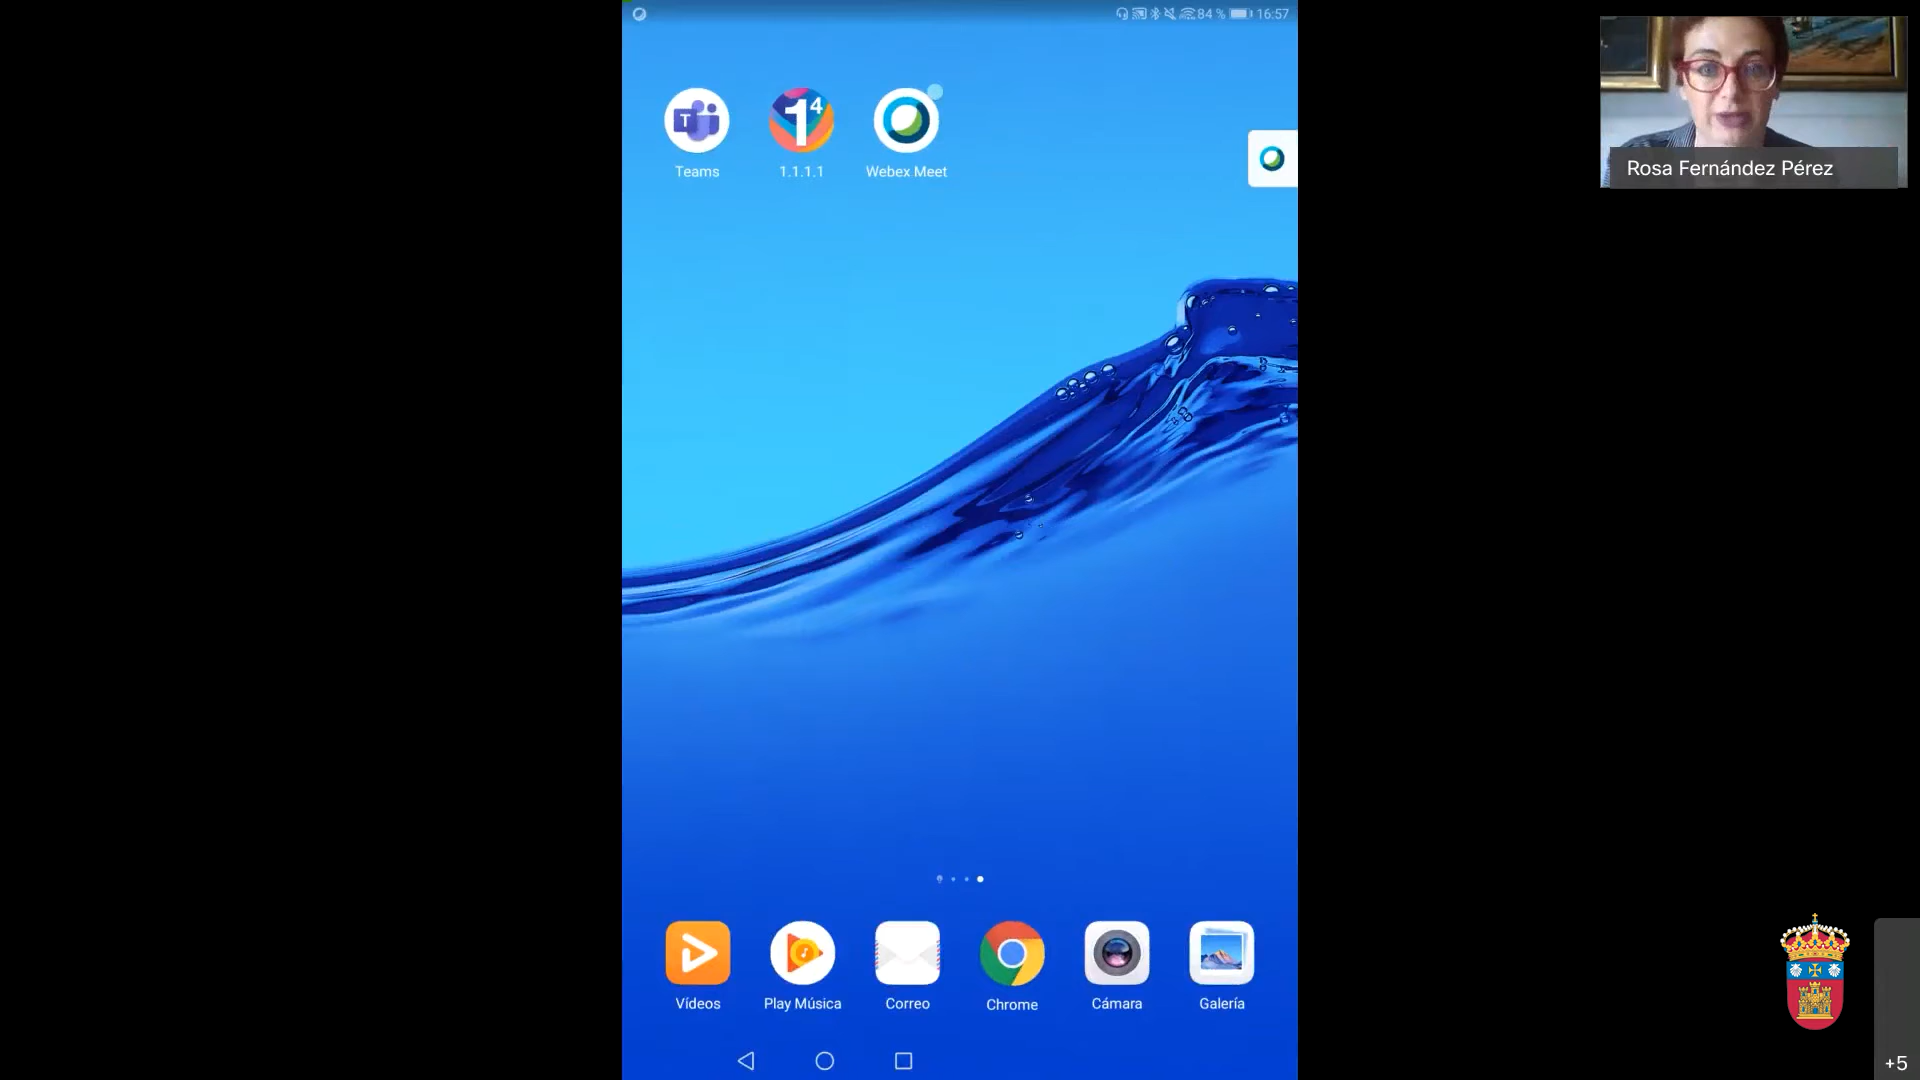 84 % 16:57
T
1⁴
Teams
1.1.1.1
Webex Meet
Rosa Fernández Pérez
Vídeos
Play Música
Correo
Chrome
Cámara
Galería
+5